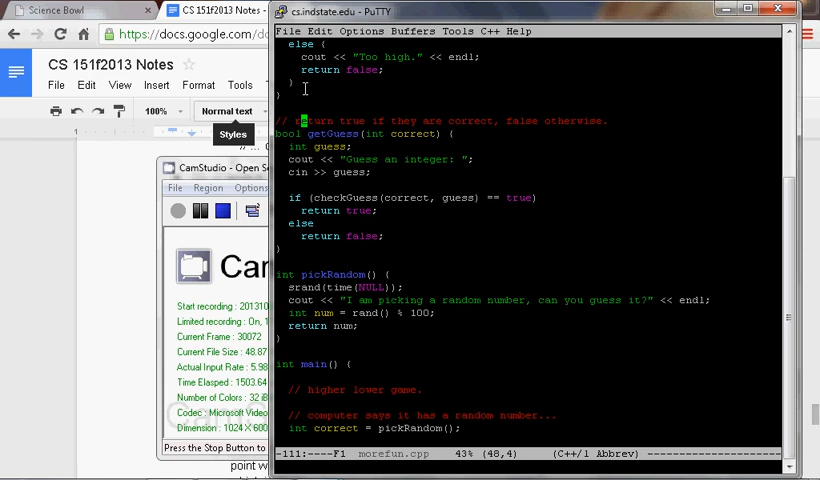 Science Bowl
CS 151f2013 Notes
https://docs.google.com/do
CS 151f2013 Notes
File Edit View Insert Format Tools
100% Normal text
Styles
CamStudio - Open S
File Region Options
Cam
Start recording : 201310
Limited recording : On, 1
Current Frame : 30072
Current File Size : 48.87
Actual Input Rate : 5.98
Time Elasped : 1503.64
Number of Colors : 32 iB
Codec : Microsoft Video
Dimension : 1024 X 600
Press the Stop Button to
point w
cs.indstate.edu - PuTTY
File Edit Options Buffers Tools C++ Help
else {
cout << "Too high." << endl;
return false;
}
}
// return true if they are correct, false otherwise.
bool getGuess(int correct) {
int guess;
cout << "Guess an integer: ";
cin >> guess;
if (checkGuess(correct, guess) == true)
return true;
else
return false;
}
int pickRandom() {
srand(time(NULL));
cout << "I am picking a random number, can you guess it?" << endl;
int num = rand() % 100;
return num;
}
int main() {
// higher lower game.
// computer says it has a random number...
int correct = pickRandom();
-111:----F1 morefun.cpp 43% (48,4) (C++/l Abbrev)